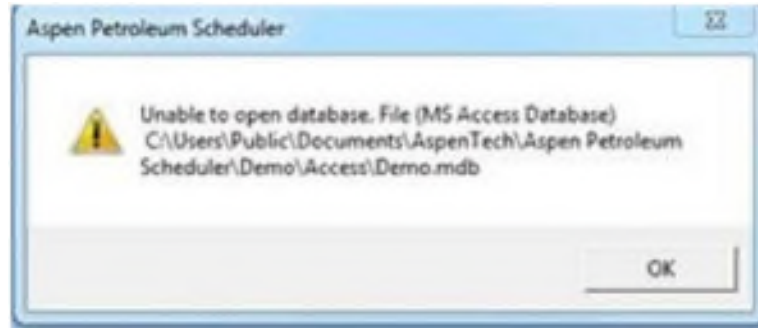 Aspen Petroleum Scheduler
Unable to open database. File (MS Access Database)
C:\Users\Public\Documents\AspenTech\Aspen Petroleum
Scheduler\Demo\Access\Demo.mdb
OK